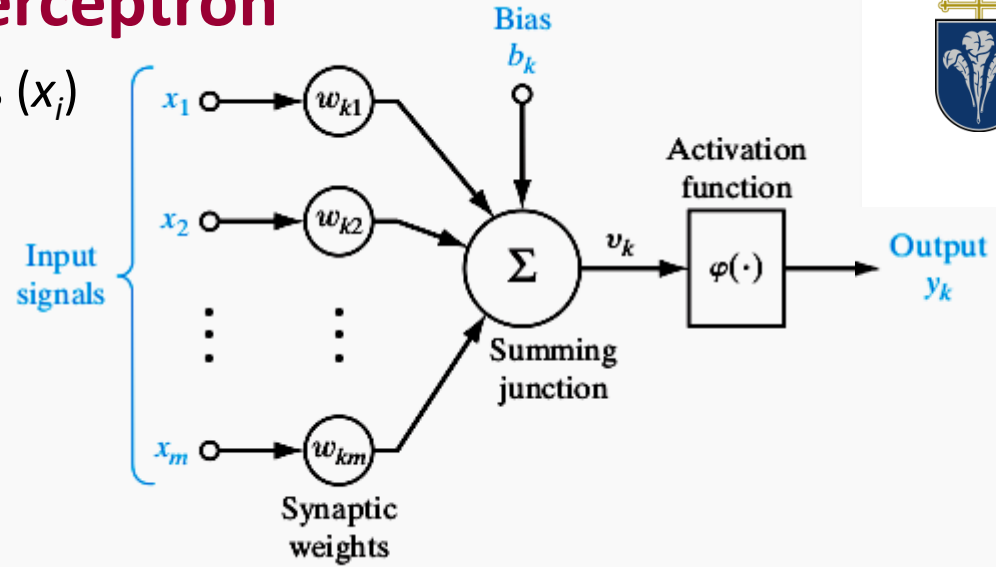 erceptron
(xᵢ)
Bias
bₖ
x₁
wₖ₁
Activation
function
x₂
wₖ₂
Input
signals
Σ
vₖ
φ(·)
Output
yₖ
Summing
junction
xₘ
wₖₘ
Synaptic
weights